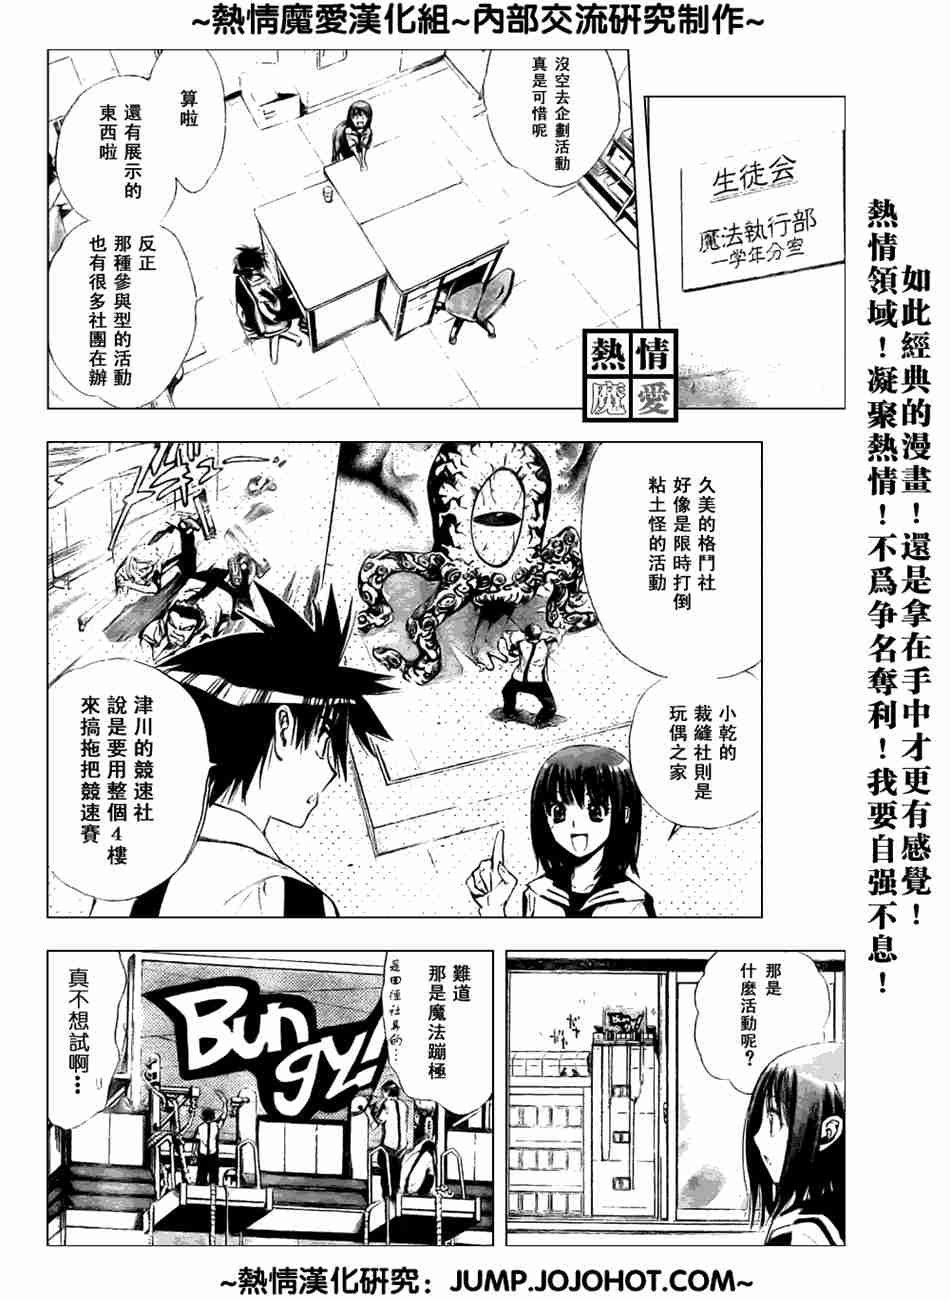 ~熱情魔愛漢化組~內部交流研究制作~
生徒会
魔法執行部
一学年分室
沒空去企劃活動
真是可惜呢
算啦
還有展示的
東西啦
反正
那種參與型的活動
也有很多社團在辦
熱情
魔愛
久美的格鬥社
好像是限時打倒
粘土怪的活動
小乾的
裁縫社則是
玩偶之家
津川的競速社
說是要用整個4樓
來搞拖把競速賽
那是
什麼活動呢?
難道
那是魔法蹦極
Bun
gy!
真不想試啊…
如此經典的漫畫！還是拿在手中才更有感覺！
熱情領域！凝聚熱情！不爲争名奪利！我要自强不息！
~熱情漢化研究：JUMP.JOJOHOT.COM~